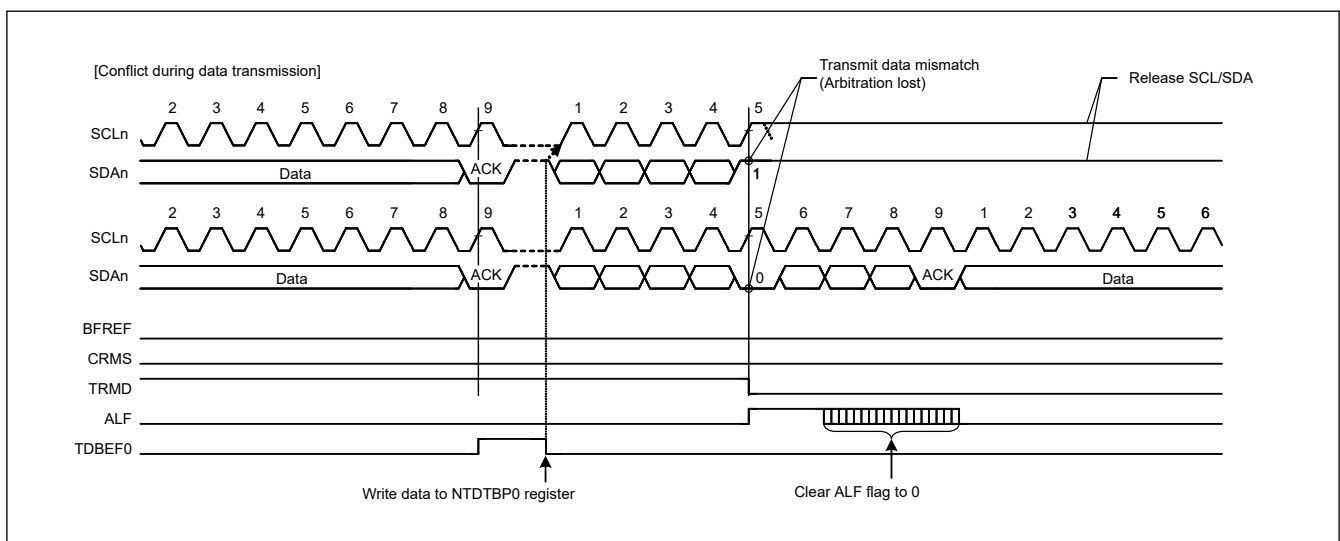 [Conflict during data transmission]
Transmit data mismatch
(Arbitration lost)
Release SCL/SDA
2 3 4 5 6 7 8 9 1 2 3 4 5
SCLn
SDAn Data ACK 1
2 3 4 5 6 7 8 9 1 2 3 4 5 6 7 8 9 1 2 3 4 5 6
SCLn
SDAn Data ACK 0 ACK Data
BFREF
CRMS
TRMD
ALF
TDBEF0
Write data to NTDTBP0 register
Clear ALF flag to 0